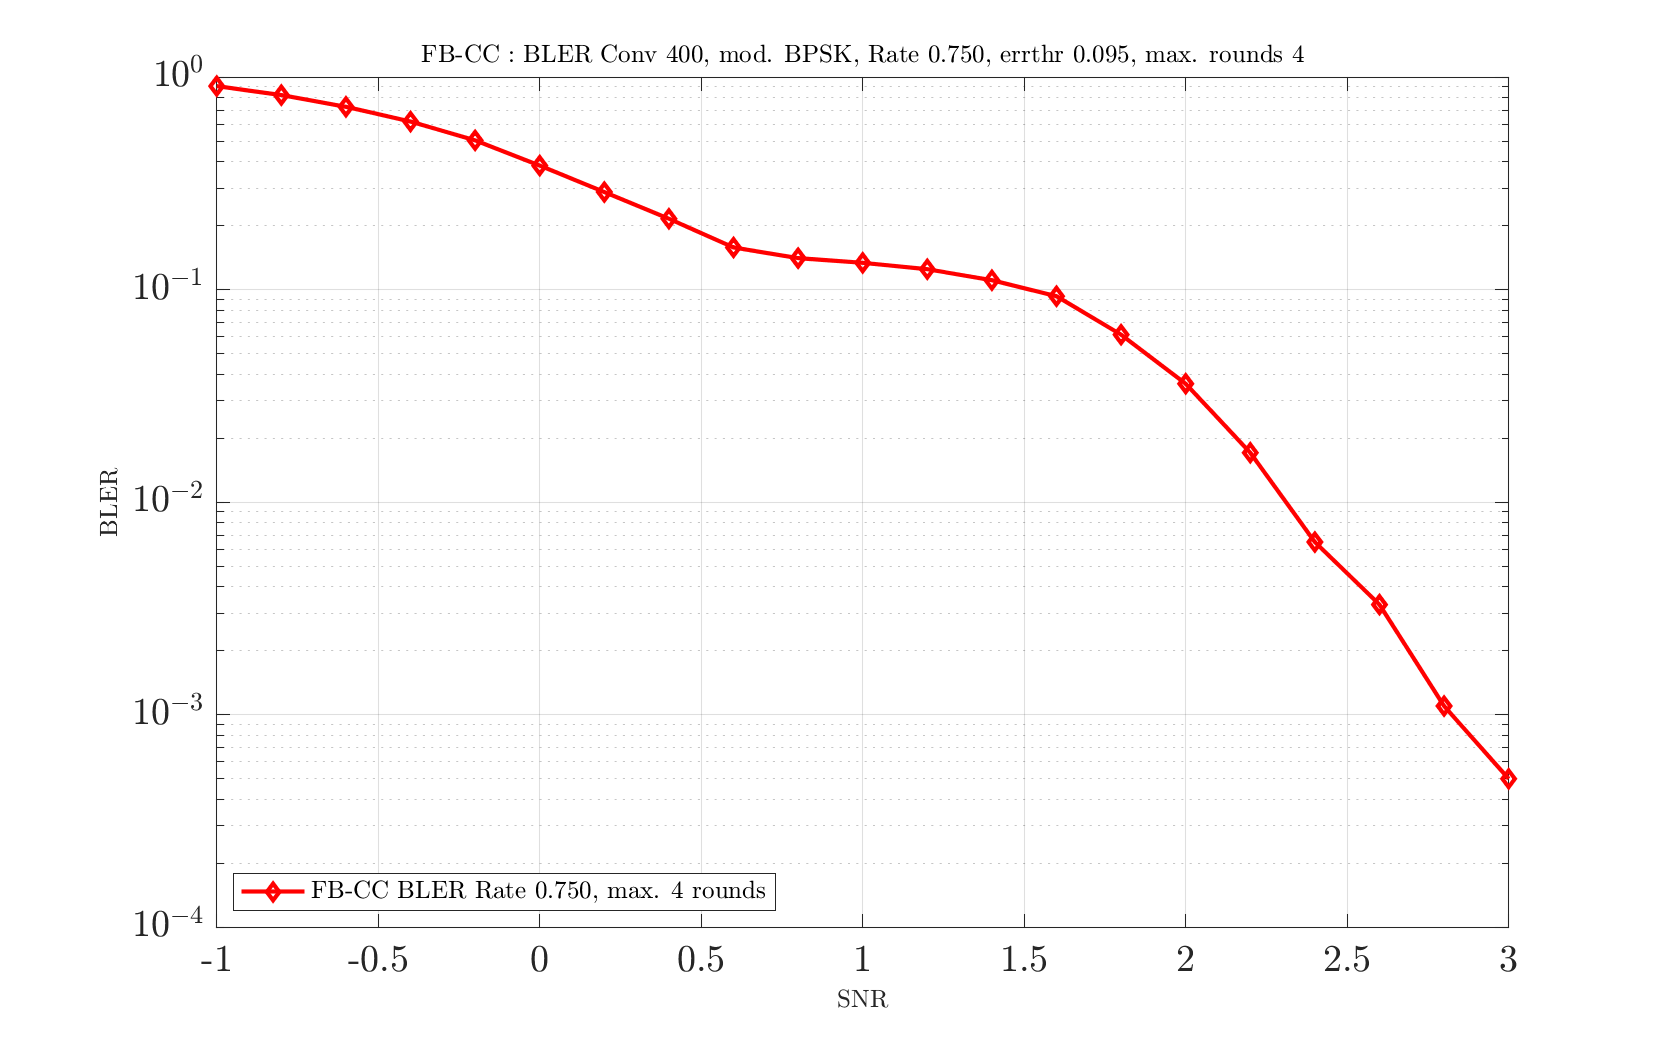 FB-CC : BLER Conv 400, mod. BPSK, Rate 0.750, errthr 0.095, max. rounds 4
10⁰
10⁻¹
10⁻²
10⁻³
10⁻⁴
BLER
FB-CC BLER Rate 0.750, max. 4 rounds
-1 -0.5 0 0.5 1 1.5 2 2.5 3
SNR